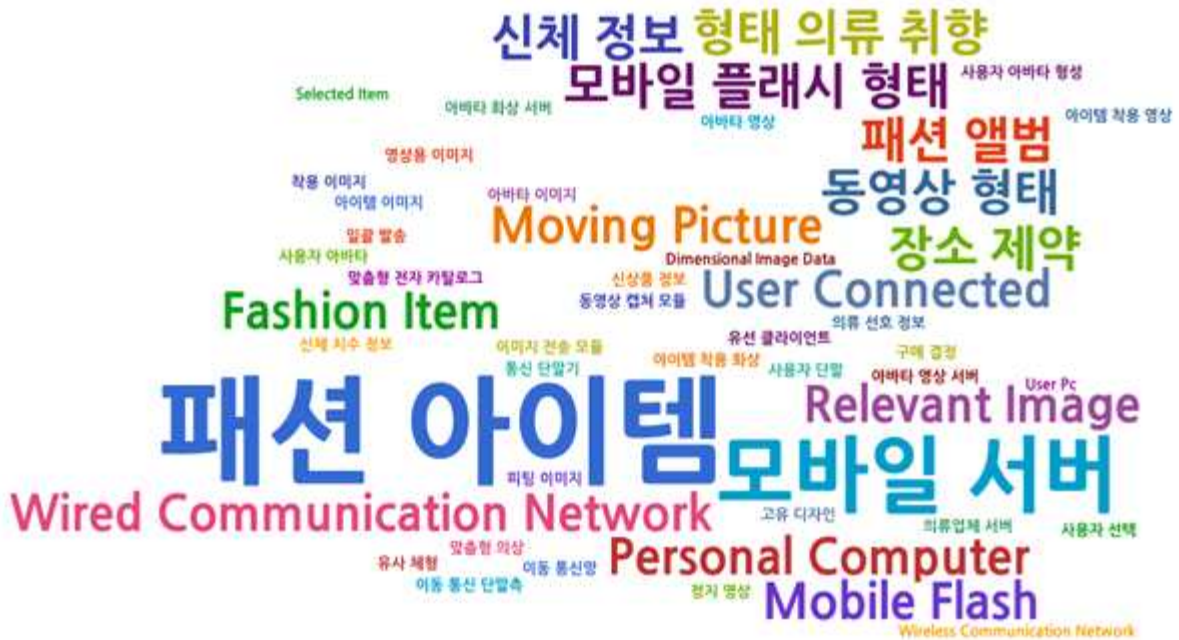 신체 정보 형태 의류 취향
모바일 플래시 형태 사용자 아바타 형성
Selected Item
아바타 화상 서버
아바타 영상
아이템 착용 영상
패션 앨범
영상용 이미지
착용 이미지
동영상 형태
아바타 이미지
아이템 이미지
Moving Picture
일괄 발송
장소 제약
사용자 아바타
Dimensional Image Data
맞춤형 전자 카탈로그
신상품 정보
User Connected
동영상 캡쳐 모듈
Fashion Item
의류 선호 정보
유선 클라이언트
신체 치수 정보
이미지 전송 모듈
구매 결정
아이템 착용 화상
통신 단말기
사용자 단말
아바타 영상 서버
User Pc
패션 아이템
Relevant Image
모바일 서버
피팅 이미지
Wired Communication Network
고유 디자인
의류업체 서버
사용자 선택
맞춤형 의상
Personal Computer
유사 체형
이동 통신망
이동 통신 단말측
정지 영상
Mobile Flash
Wireless Communication Network